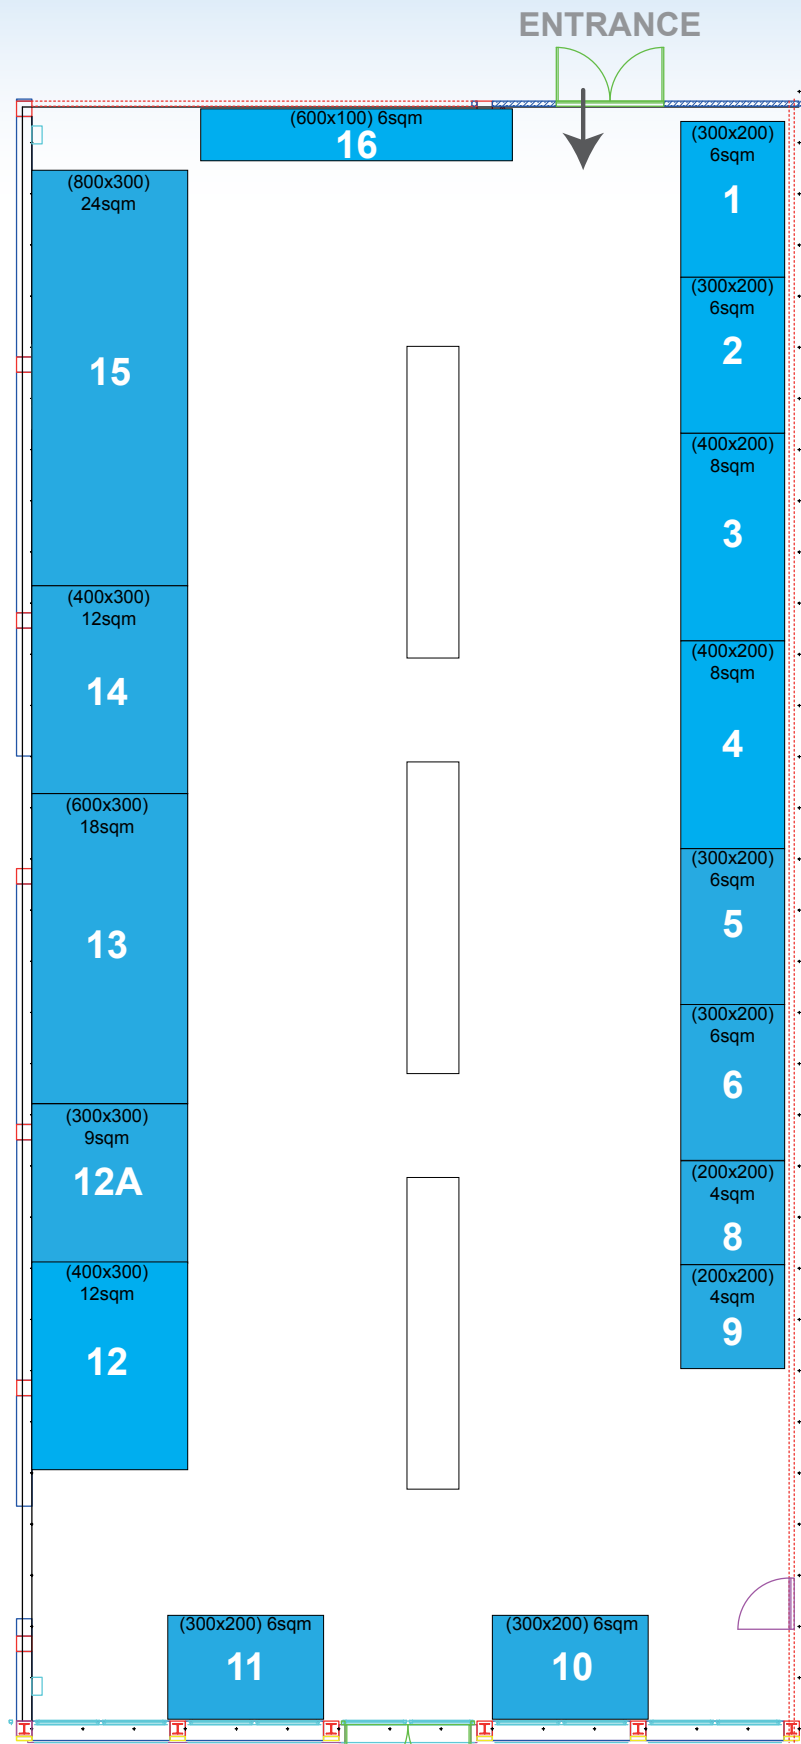 ENTRANCE
(600x100) 6sqm
16
(300x200)
6sqm
1
(300x200)
6sqm
2
(400x200)
8sqm
3
(400x200)
8sqm
4
(300x200)
6sqm
5
(300x200)
6sqm
6
(200x200)
4sqm
8
(200x200)
4sqm
9
(800x300)
24sqm
15
(400x300)
12sqm
14
(600x300)
18sqm
13
(300x300)
9sqm
12A
(400x300)
12sqm
12
(300x200) 6sqm
11
(300x200) 6sqm
10